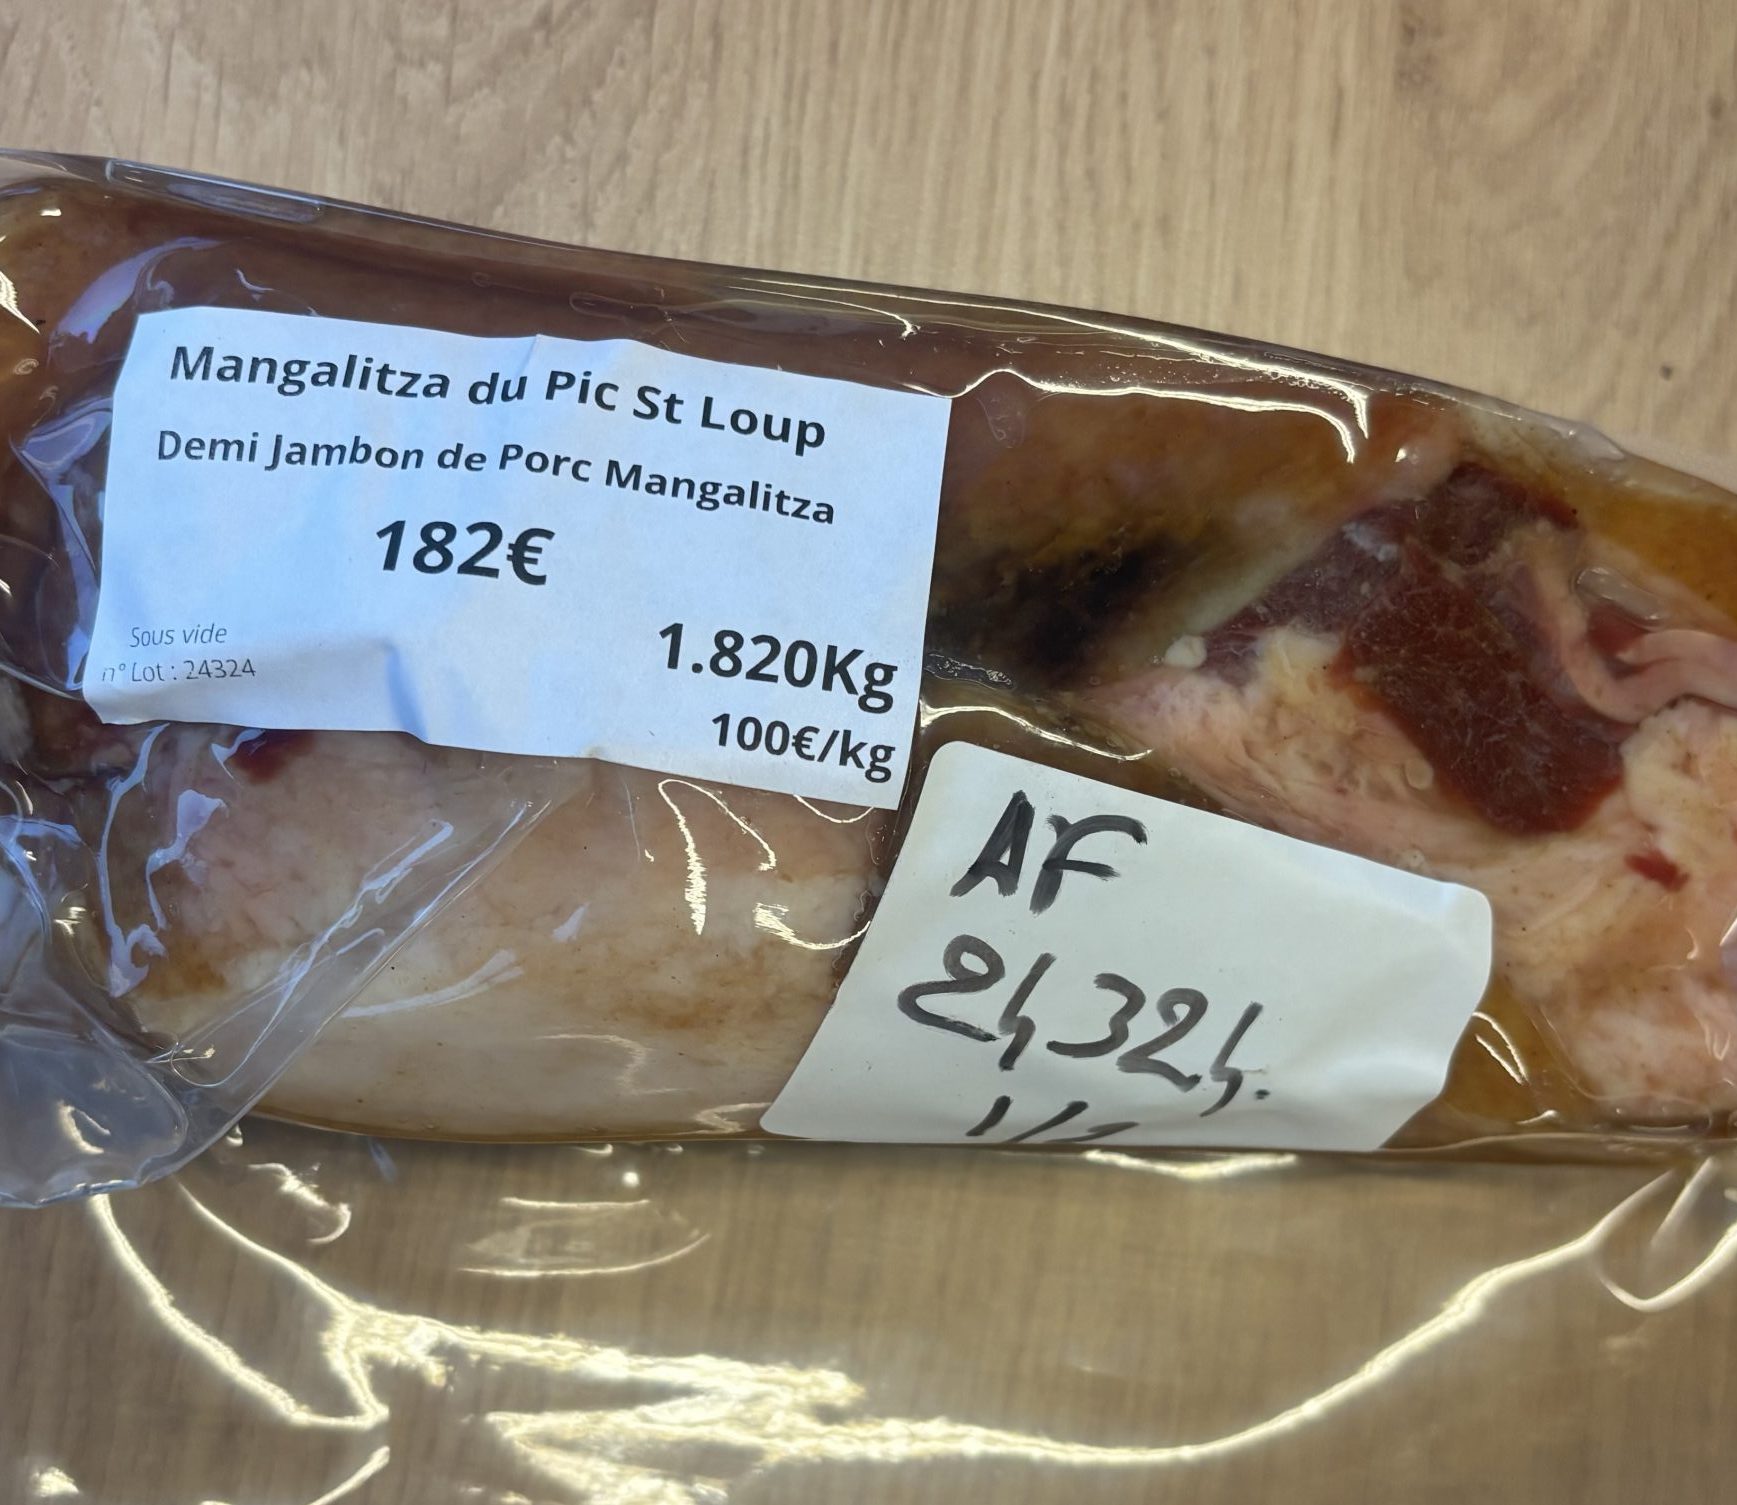 Mangalitza du Pic St Loup
Demi Jambon de Porc Mangalitza
182€
Sous vide
n° Lot : 24324
1.820Kg
100€/kg
AF
24324.